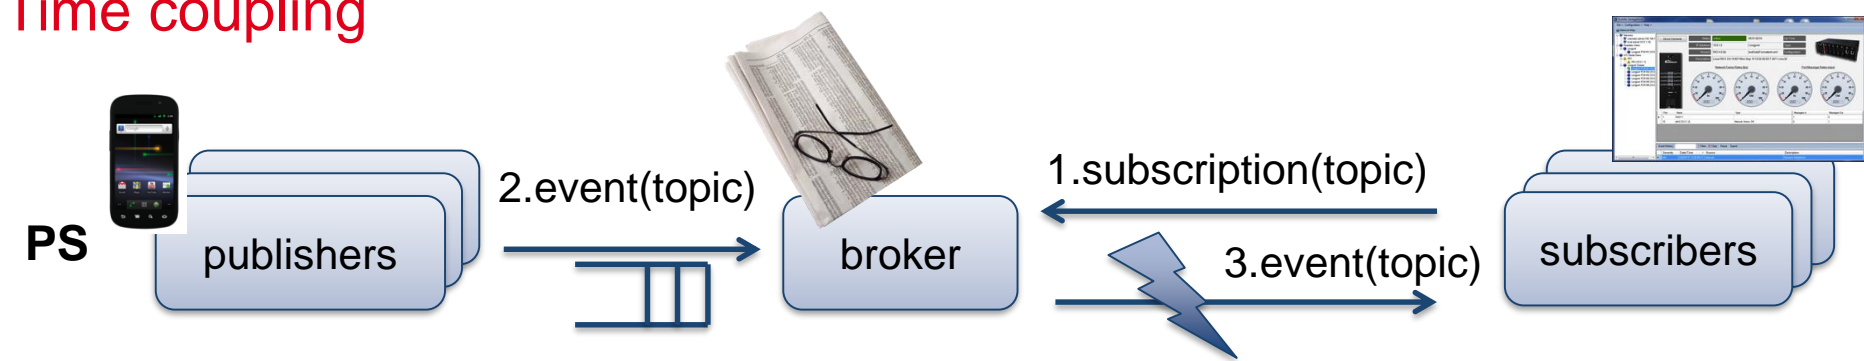 Time coupling
PS
publishers
2.event(topic)
broker
1.subscription(topic)
3.event(topic)
subscribers